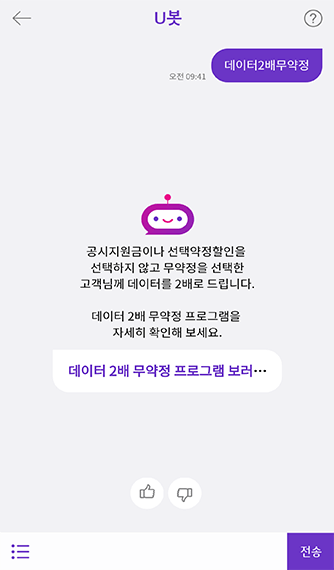 U봇
?
데이터2배무약정
오전 09:41
공시지원금이나 선택약정할인을
선택하지 않고 무약정을 선택한
고객님께 데이터를 2배로 드립니다.
데이터 2배 무약정 프로그램을
자세히 확인해 보세요.
데이터 2배 무약정 프로그램 보러…
전송